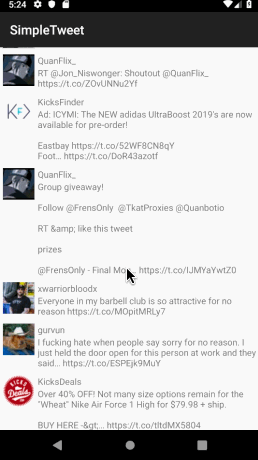 5:24
SimpleTweet
QuanFlix_
RT @Jon_Niswonger: Shoutout @QuanFlix_
https://t.co/ZOvUNNu2Yf
KicksFinder
Ad: ICYMI: The NEW adidas UltraBoost 2019's are now
available for pre-order!
Eastbay https://t.co/52WF8CN8qY
Foot… https://t.co/DoR43azotf
QuanFlix_
Group giveaway!
Follow @FrensOnly @TkatProxies @Quanbotio
RT &amp; like this tweet
prizes
@FrensOnly - Final Mo… https://t.co/IJMYaYwtZ0
xwarriorbloodx
Everyone in my barbell club is so attractive for no
reason https://t.co/MOpitMRLy7
gurvun
I fucking hate when people say sorry for no reason. I
just held the door open for this person at work and they
said… https://t.co/ESPEjk9MuY
KicksDeals
Over 40% OFF! Not many size options remain for the
"Wheat" Nike Air Force 1 High for $79.98 + ship.
BUY HERE -&gt;… https://t.co/tltdMX5804